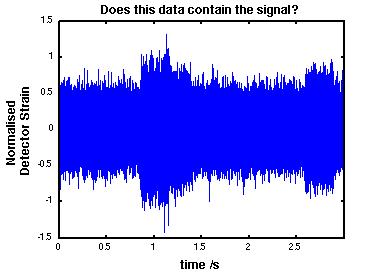 Does this data contain the signal?
1.5
1
0.5
0
-0.5
-1
-1.5
Normalised
Detector Strain
0 0.5 1 1.5 2 2.5
time /s